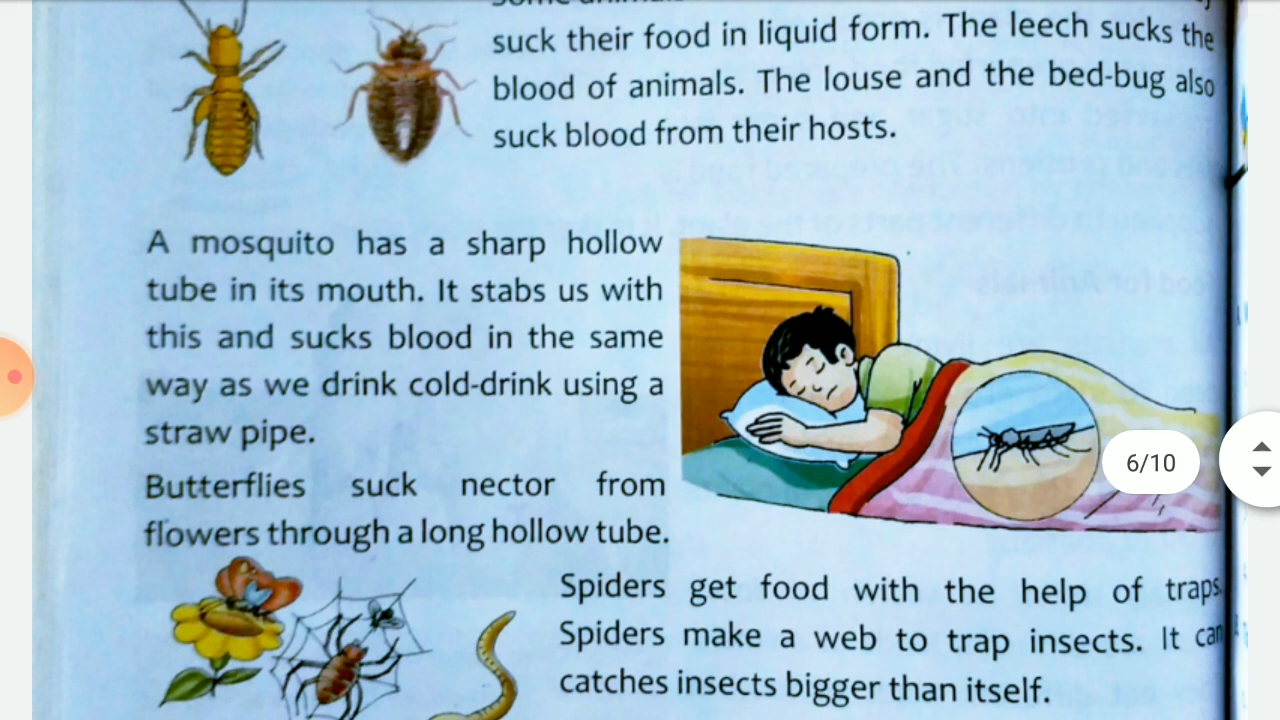 suck their food in liquid form. The leech sucks the
blood of animals. The louse and the bed-bug also
suck blood from their hosts.
A mosquito has a sharp hollow
tube in its mouth. It stabs us with
this and sucks blood in the same
way as we drink cold-drink using a
straw pipe.
Butterflies suck nector from
flowers through a long hollow tube.
6/10
Spiders get food with the help of traps.
Spiders make a web to trap insects. It can
catches insects bigger than itself.